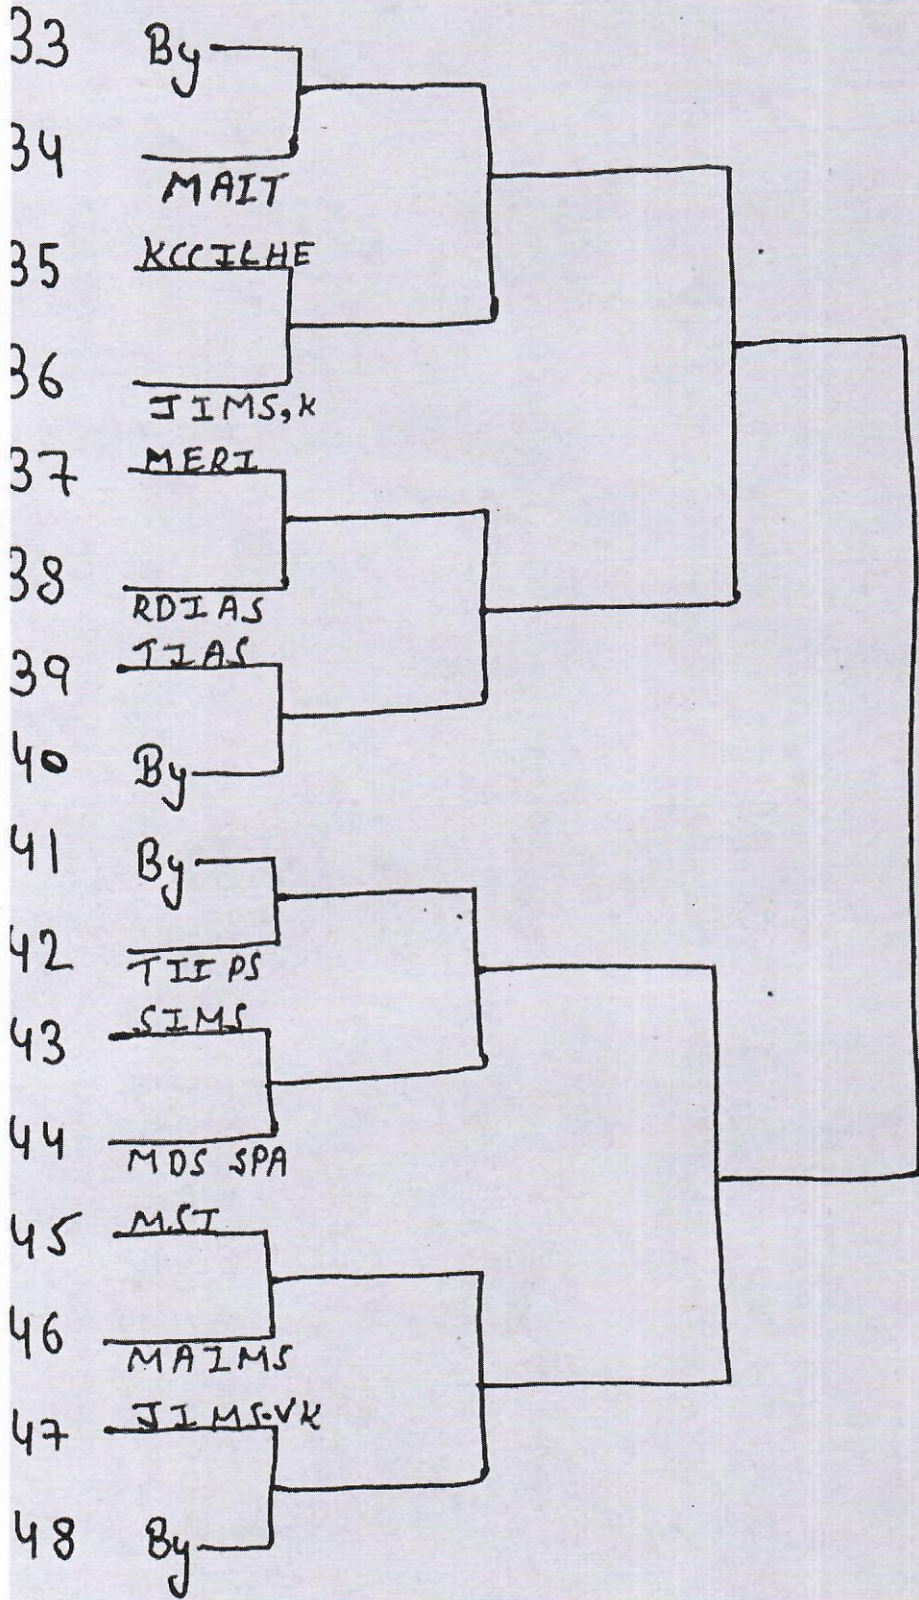 33 By
34
MAIT
35 KCCILHE
36
JIMS,K
37 MERI
38
RDIAS
39 TIAS
40 By
41 By
42
TIIPS
43 SIMS
44
MDS SPA
45 MSI
46
MAIMS
47 JIMS-VK
48 By